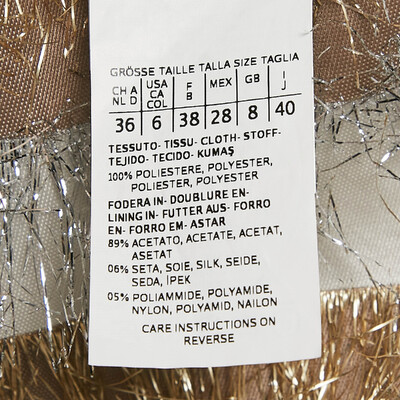 GRÖSSE TAILLE TALLA SIZE TAGLIA
CH A NL D USA CA COL F B MEX GB I J
36 6 38 28 8 40
TESSUTO- TISSU- CLOTH- STOFF-
TEJIDO- TECIDO- KUMAŞ
100% POLIESTERE, POLYESTER,
POLIESTER, POLYESTER
FODERA IN- DOUBLURE EN-
LINING IN- FUTTER AUS- FORRO
EN- FORRO EM- ASTAR
89% ACETATO, ACETATE, ACETAT,
ASETAT
06% SETA, SOIE, SILK, SEIDE,
SEDA, İPEK
05% POLIAMMIDE, POLYAMIDE,
NYLON, POLYAMID, NAILON
CARE INSTRUCTIONS ON
REVERSE